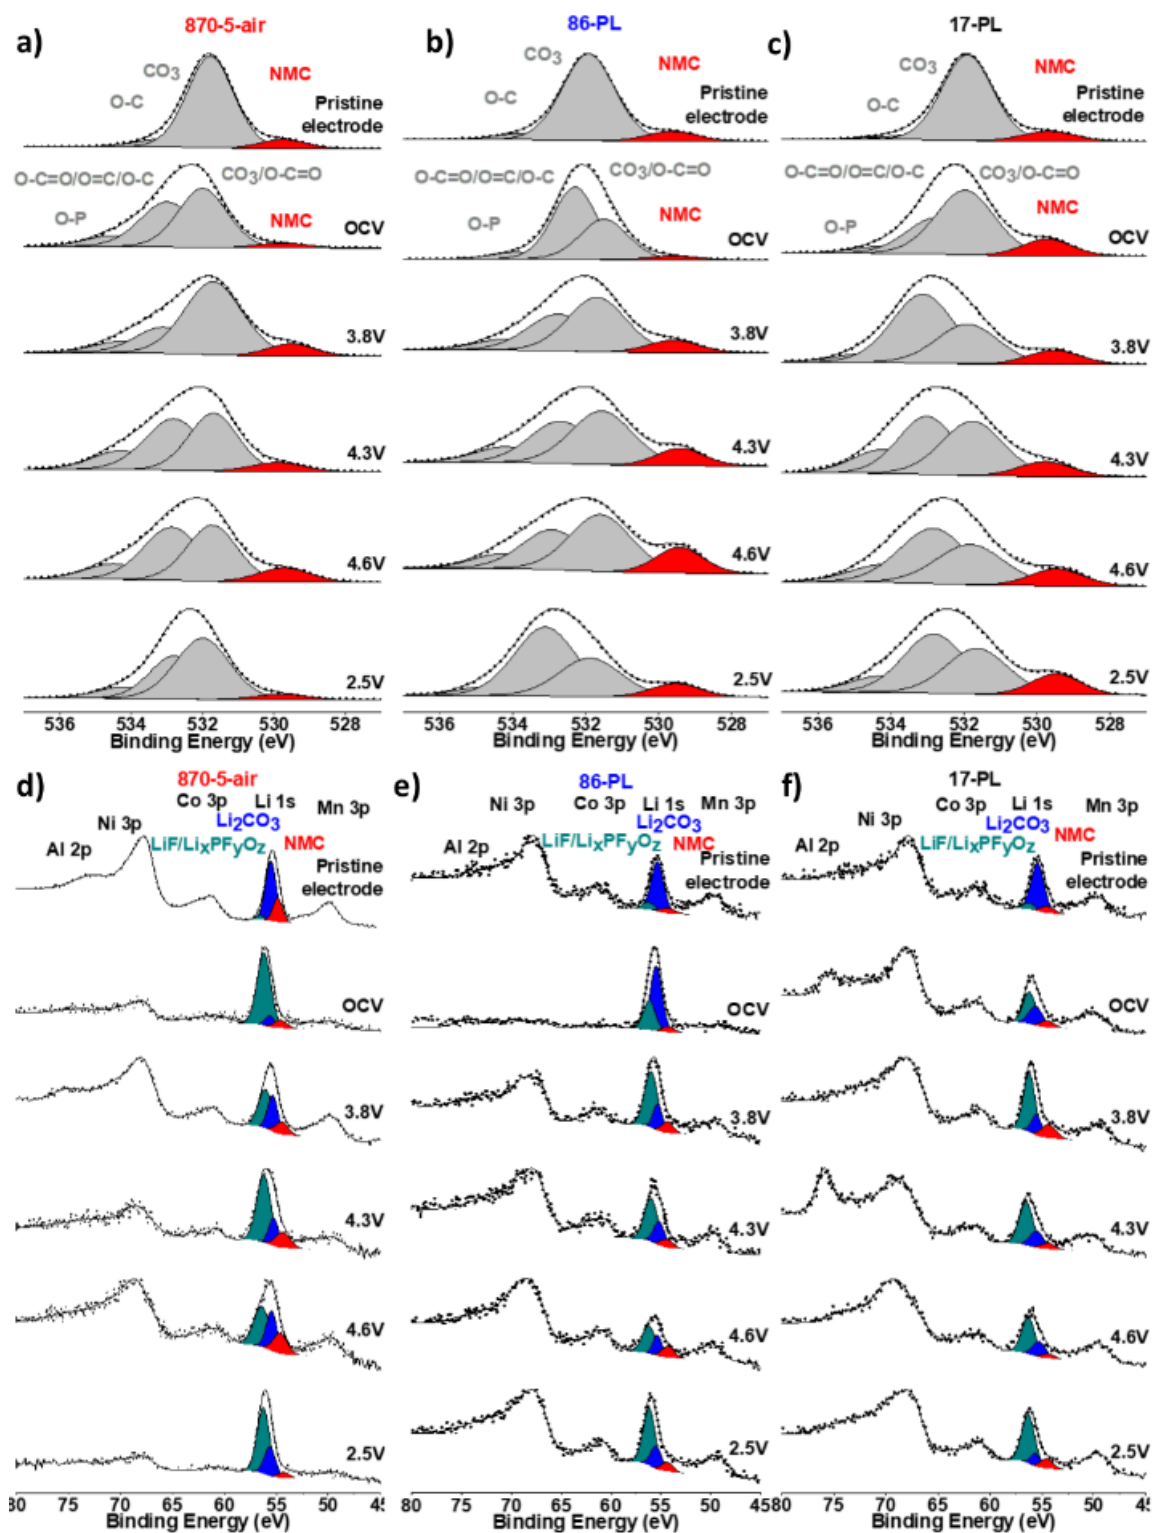 a)
870-5-air
CO3
NMC
O-C
Pristine
electrode
O-C=O/O=C/O-C
CO3/O-C=O
O-P
NMC
OCV
3.8V
4.3V
4.6V
2.5V
536 534 532 530 528
Binding Energy (eV)
b)
86-PL
CO3
NMC
O-C
Pristine
electrode
O-C=O/O=C/O-C
CO3/O-C=O
O-P
NMC
OCV
3.8V
4.3V
4.6V
2.5V
536 534 532 530 528
Binding Energy (eV)
c)
17-PL
CO3
NMC
O-C
Pristine
electrode
O-C=O/O=C/O-C
CO3/O-C=O
O-P
NMC
OCV
3.8V
4.3V
4.6V
2.5V
536 534 532 530 528
Binding Energy (eV)
d)
870-5-air
Co 3p Li 1s Mn 3p
Ni 3p Li2CO3
Al 2p LiF/LixPFyOz NMC
Pristine
electrode
OCV
3.8V
4.3V
4.6V
2.5V
80 75 70 65 60 55 50 45
Binding Energy (eV)
e)
86-PL
Ni 3p Co 3p Li 1s Mn 3p
Li2CO3
Al 2p LiF/LixPFyOz NMC
Pristine
electrode
OCV
3.8V
4.3V
4.6V
2.5V
80 75 70 65 60 55 50 45
Binding Energy (eV)
f)
17-PL
Co 3p Li 1s Mn 3p
Ni 3p Li2CO3 NMC
Al 2p LiF/LixPFyOz
Pristine
electrode
OCV
3.8V
4.3V
4.6V
2.5V
80 75 70 65 60 55 50 45
Binding Energy (eV)